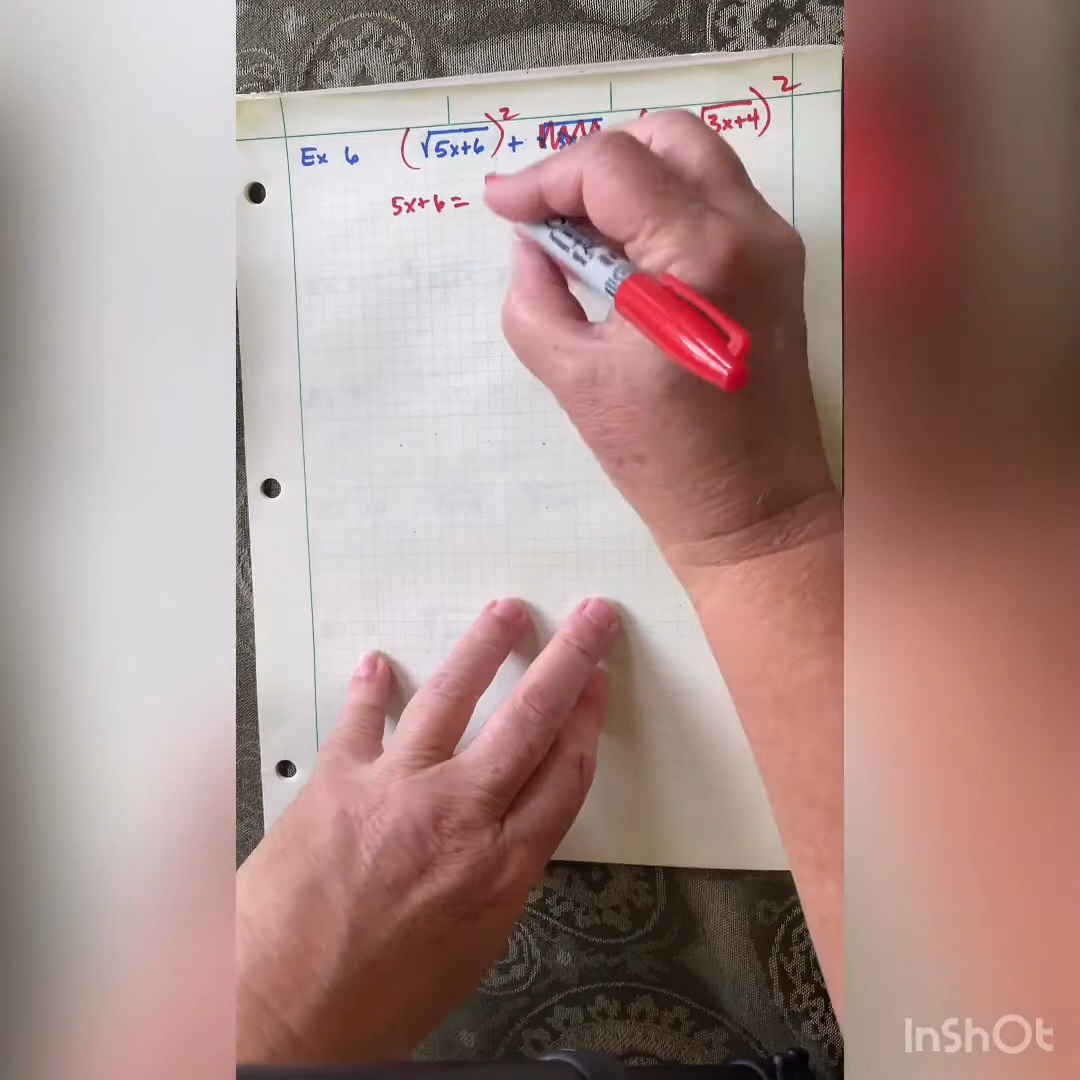 Ex 6 (√5x+6)² + (√3x+4)²
5x+6=
InShOt